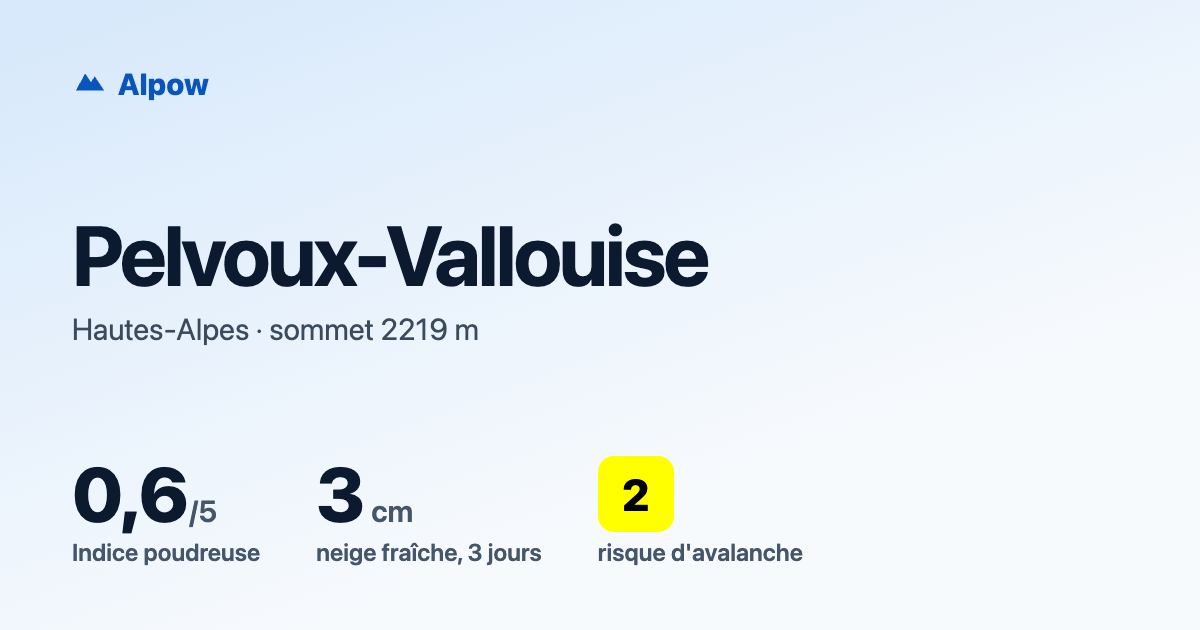 Alpow
Pelvoux-Vallouise
Hautes-Alpes · sommet 2219 m
0,6/5
Indice poudreuse
3 cm
neige fraîche, 3 jours
2
risque d'avalanche